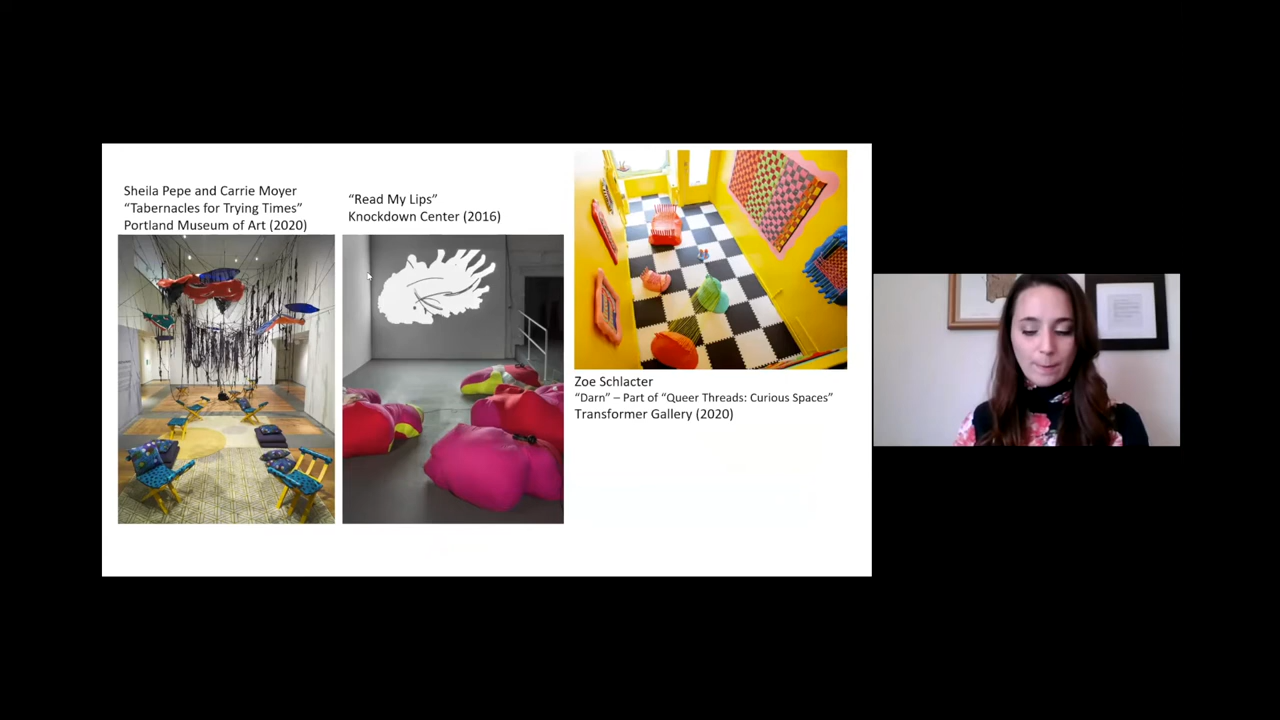 Sheila Pepe and Carrie Moyer
“Tabernacles for Trying Times”
Portland Museum of Art (2020)
“Read My Lips”
Knockdown Center (2016)
Zoe Schlacter
“Darn” – Part of “Queer Threads: Curious Spaces”
Transformer Gallery (2020)